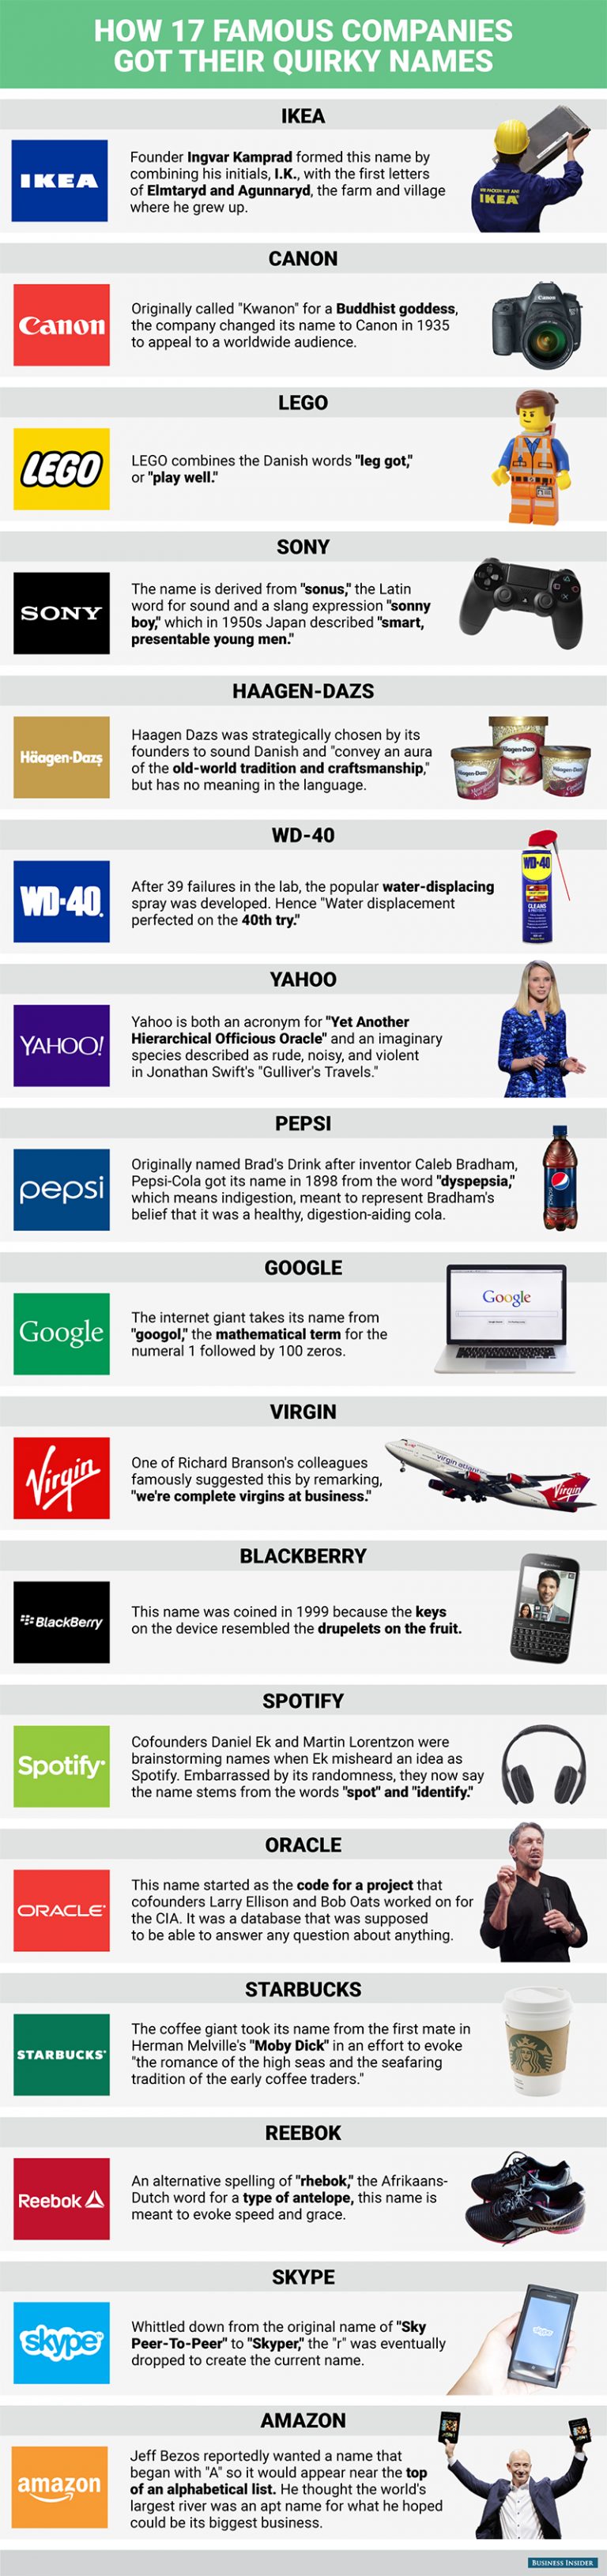 HOW 17 FAMOUS COMPANIES
GOT THEIR QUIRKY NAMES
IKEA
IKEA
Founder Ingvar Kamprad formed this name by
combining his initials, I.K., with the first letters
of Elmtaryd and Agunnaryd, the farm and village
where he grew up.
IKEA
CANON
Canon
Originally called "Kwanon" for a Buddhist goddess,
the company changed its name to Canon in 1935
to appeal to a worldwide audience.
Canon
LEGO
LEGO
LEGO combines the Danish words "leg got,"
or "play well."
SONY
SONY
The name is derived from "sonus," the Latin
word for sound and a slang expression "sonny
boy," which in 1950s Japan described "smart,
presentable young men."
HAAGEN-DAZS
Häagen-Dazs
Haagen Dazs was strategically chosen by its
founders to sound Danish and "convey an aura
of the old-world tradition and craftsmanship,"
but has no meaning in the language.
Häagen-Dazs
Häagen-Dazs
Häagen-Dazs
WD-40
WD-40
After 39 failures in the lab, the popular water-displacing
spray was developed. Hence "Water displacement
perfected on the 40th try."
WD-40
CLEANS
YAHOO
YAHOO!
Yahoo is both an acronym for "Yet Another
Hierarchical Officious Oracle" and an imaginary
species described as rude, noisy, and violent
in Jonathan Swift's "Gulliver's Travels."
PEPSI
pepsi
Originally named Brad's Drink after inventor Caleb Bradham,
Pepsi-Cola got its name in 1898 from the word "dyspepsia,"
which means indigestion, meant to represent Bradham's
belief that it was a healthy, digestion-aiding cola.
pepsi
GOOGLE
Google
The internet giant takes its name from
"googol," the mathematical term for the
numeral 1 followed by 100 zeros.
Google
VIRGIN
Virgin
One of Richard Branson's colleagues
famously suggested this by remarking,
"we're complete virgins at business."
virgin atlantic
Virgin
BLACKBERRY
BlackBerry
This name was coined in 1999 because the keys
on the device resembled the drupelets on the fruit.
SPOTIFY
Spotify
Cofounders Daniel Ek and Martin Lorentzon were
brainstorming names when Ek misheard an idea as
Spotify. Embarrassed by its randomness, they now say
the name stems from the words "spot" and "identify."
ORACLE
ORACLE
This name started as the code for a project that
cofounders Larry Ellison and Bob Oats worked on for
the CIA. It was a database that was supposed
to be able to answer any question about anything.
STARBUCKS
STARBUCKS
The coffee giant took its name from the first mate in
Herman Melville's "Moby Dick" in an effort to evoke
"the romance of the high seas and the seafaring
tradition of the early coffee traders."
REEBOK
Reebok
An alternative spelling of "rhebok," the Afrikaans-
Dutch word for a type of antelope, this name is
meant to evoke speed and grace.
SKYPE
skype
Whittled down from the original name of "Sky
Peer-To-Peer" to "Skyper," the "r" was eventually
dropped to create the current name.
skype
AMAZON
amazon
Jeff Bezos reportedly wanted a name that
began with "A" so it would appear near the top
of an alphabetical list. He thought the world's
largest river was an apt name for what he hoped
could be its biggest business.
BUSINESS INSIDER